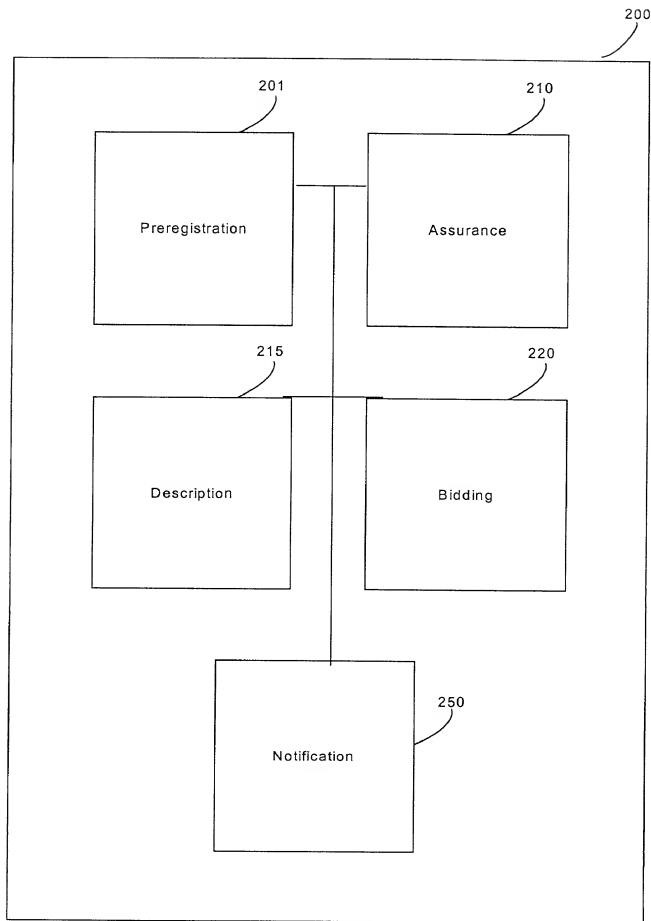 200
201
210
Preregistration
Assurance
215
220
Description
Bidding
250
Notification